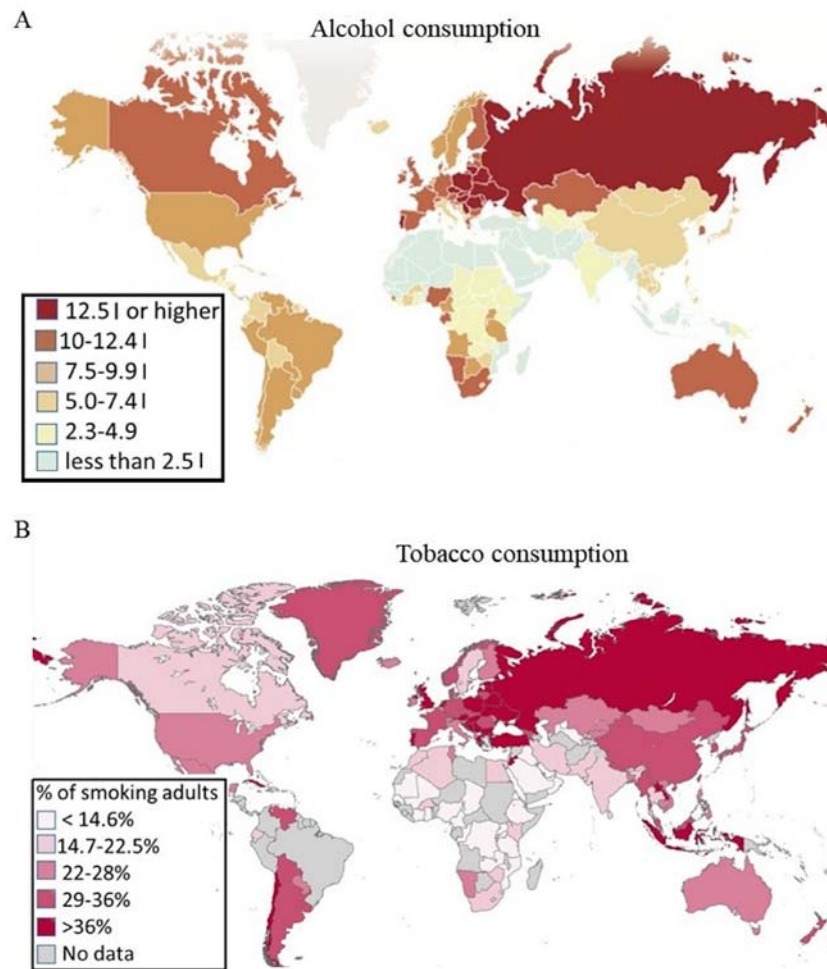 A
Alcohol consumption
12.5 l or higher
10-12.4 l
7.5-9.9 l
5.0-7.4 l
2.3-4.9
less than 2.5 l
B
Tobacco consumption
% of smoking adults
< 14.6%
14.7-22.5%
22-28%
29-36%
>36%
No data